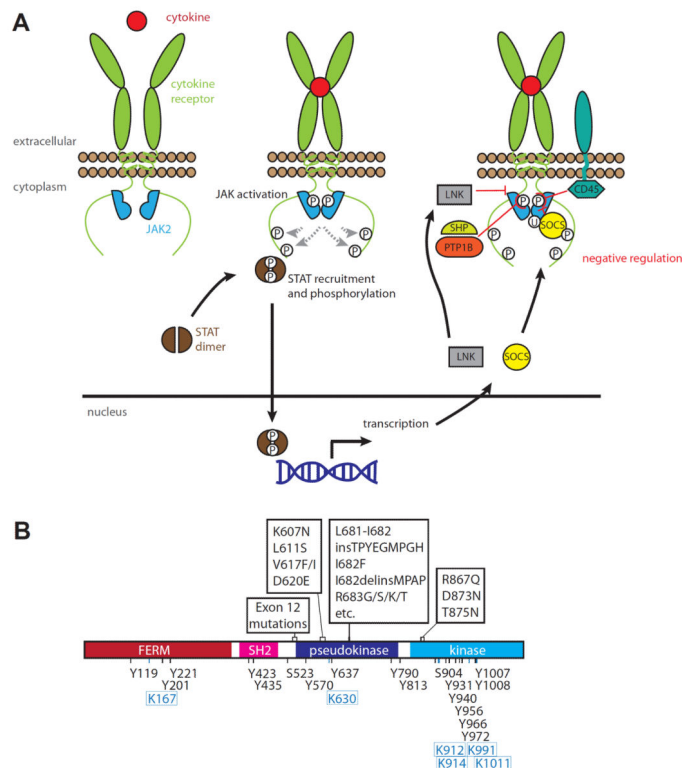 A
cytokine
cytokine
receptor
extracellular
cytoplasm
JAK2
JAK activation
P P
P P
P P
P
P
STAT recruitment
and phosphorylation
STAT
dimer
LNK
SHP
PTP1B
CD45
P P
U
SOCS
P P
P P
negative regulation
LNK
SOCS
nucleus
transcription
P
P
B
K607N
L611S
V617F/I
D620E
L681-I682
insTPYEGMPGH
I682F
I682delinsMPAP
R683G/S/K/T
etc.
R867Q
D873N
T875N
Exon 12
mutations
FERM
SH2
pseudokinase
kinase
Y119
Y221
Y201
K167
Y423
Y435
S523
Y570
Y637
K630
Y790
Y813
S904
Y931
Y940
Y956
Y966
Y972
Y1007
Y1008
K912
K914
K991
K1011